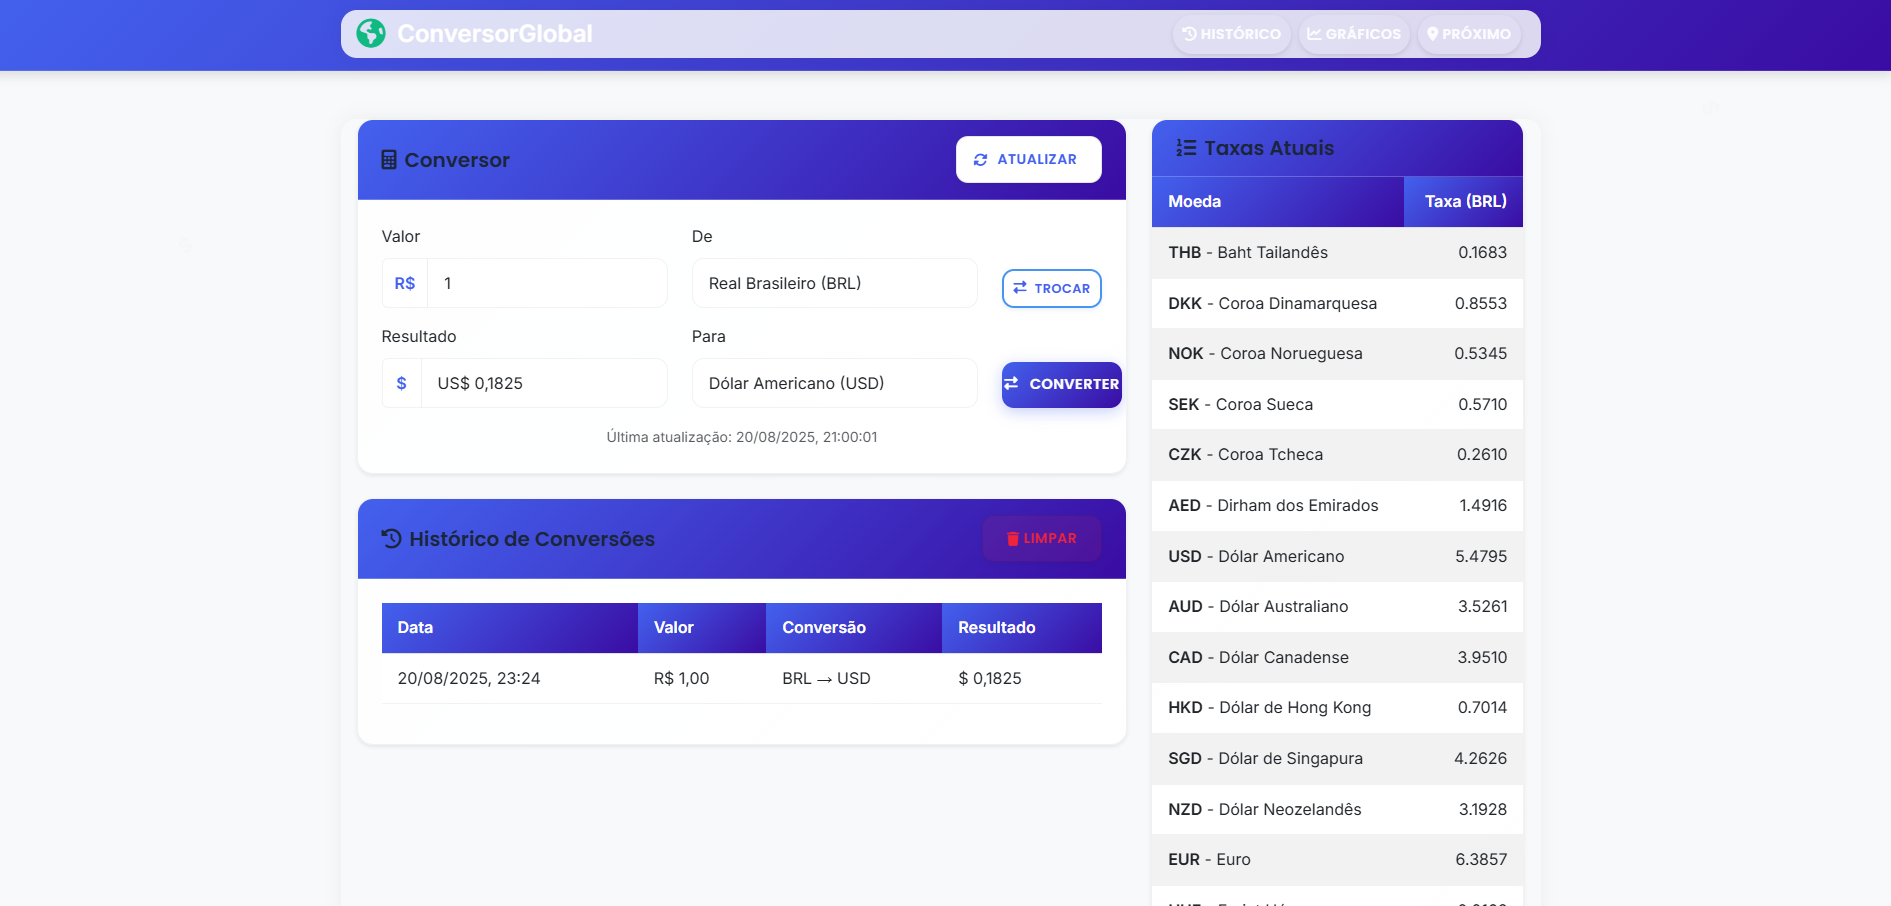 ConversorGlobal
HISTÓRICO
GRÁFICOS
PRÓXIMO
Conversor
ATUALIZAR
Valor
De
R$ 1
Real Brasileiro (BRL)
TROCAR
Resultado
Para
$ US$ 0,1825
Dólar Americano (USD)
CONVERTER
Última atualização: 20/08/2025, 21:00:01
Histórico de Conversões
LIMPAR
Data Valor Conversão Resultado
20/08/2025, 23:24 R$ 1,00 BRL → USD $ 0,1825
Taxas Atuais
Moeda Taxa (BRL)
THB - Baht Tailandês 0.1683
DKK - Coroa Dinamarquesa 0.8553
NOK - Coroa Norueguesa 0.5345
SEK - Coroa Sueca 0.5710
CZK - Coroa Tcheca 0.2610
AED - Dirham dos Emirados 1.4916
USD - Dólar Americano 5.4795
AUD - Dólar Australiano 3.5261
CAD - Dólar Canadense 3.9510
HKD - Dólar de Hong Kong 0.7014
SGD - Dólar de Singapura 4.2626
NZD - Dólar Neozelandês 3.1928
EUR - Euro 6.3857